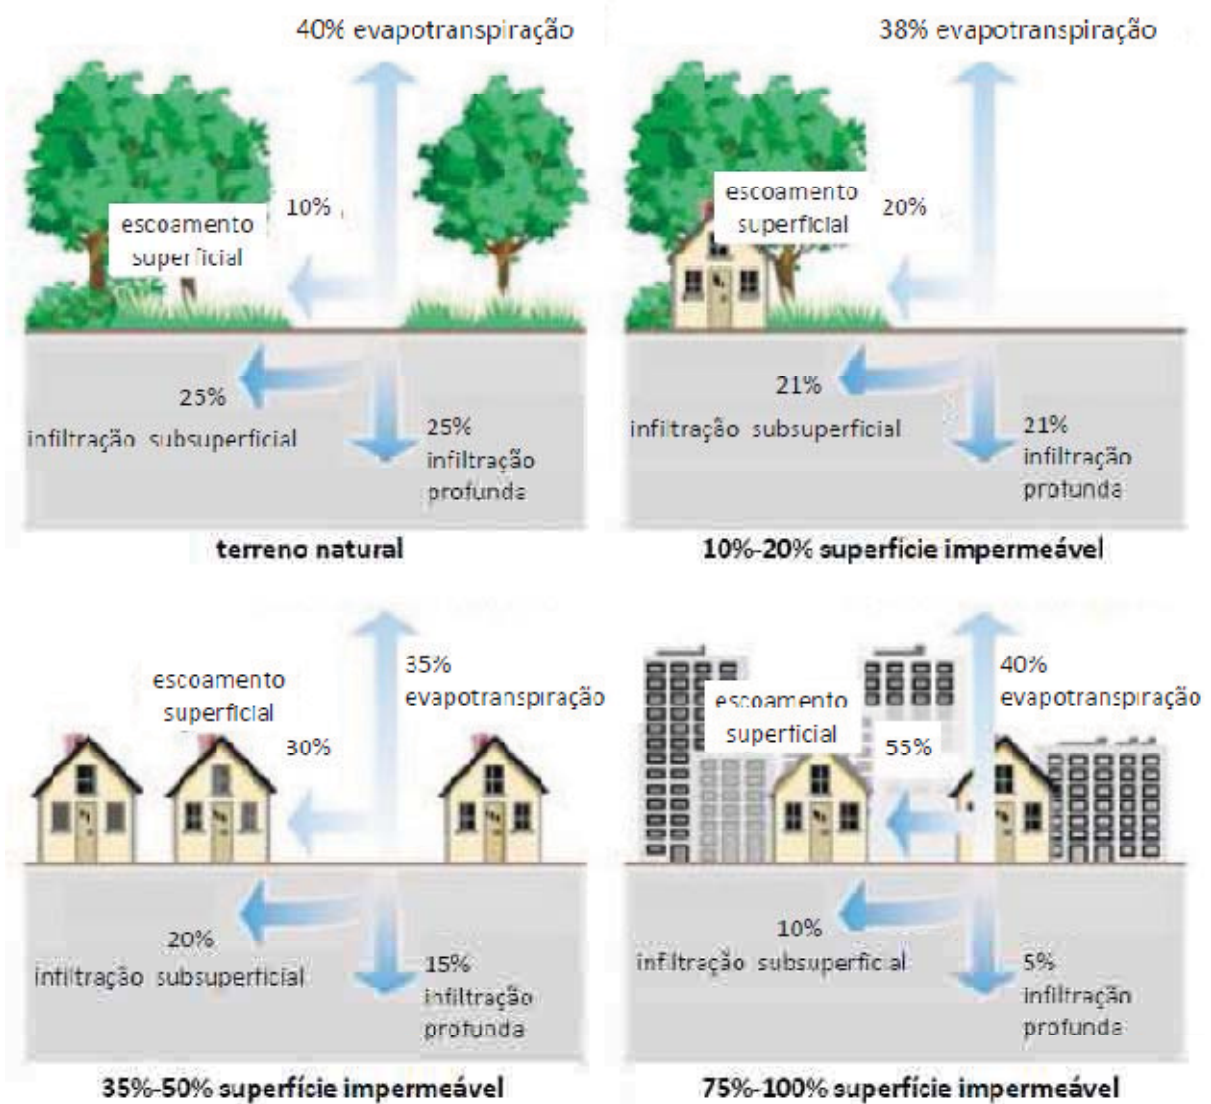 40% evapotranspiração
10%
escoamento
superficial
25%
infiltração subsuperficial
25%
infiltração
profunda
terreno natural
38% evapotranspiração
escoamento
superficial
20%
21%
infiltração subsuperficial
21%
infiltração
profunda
10%-20% superfície impermeável
35%
evapotranspiração
escoamento
superficial
30%
20%
infiltração subsuperficial
15%
infiltração
profunda
35%-50% superfície impermeável
40%
evapotranspiração
escoamento
superficial
55%
10%
infiltração subsuperficial
5%
infiltração
profunda
75%-100% superfície impermeável